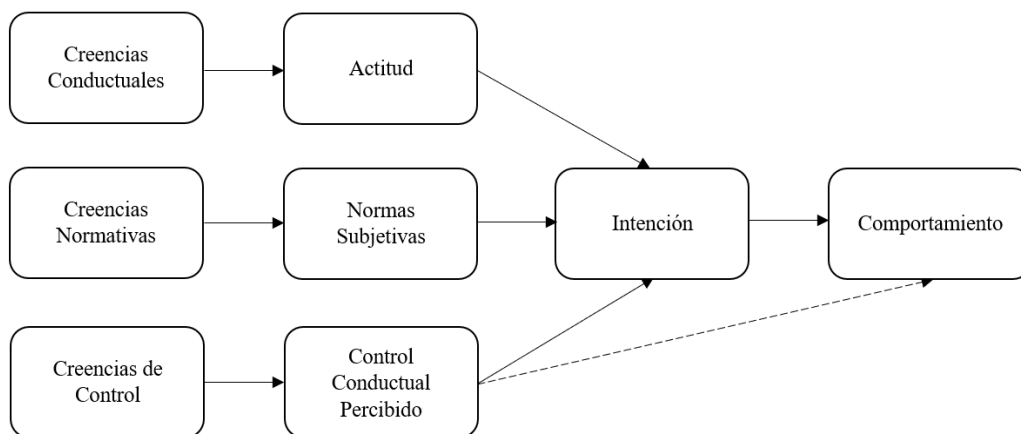 Creencias
Conductuales
Actitud
Creencias
Normativas
Normas
Subjetivas
Intención
Comportamiento
Creencias de
Control
Control
Conductual
Percibido